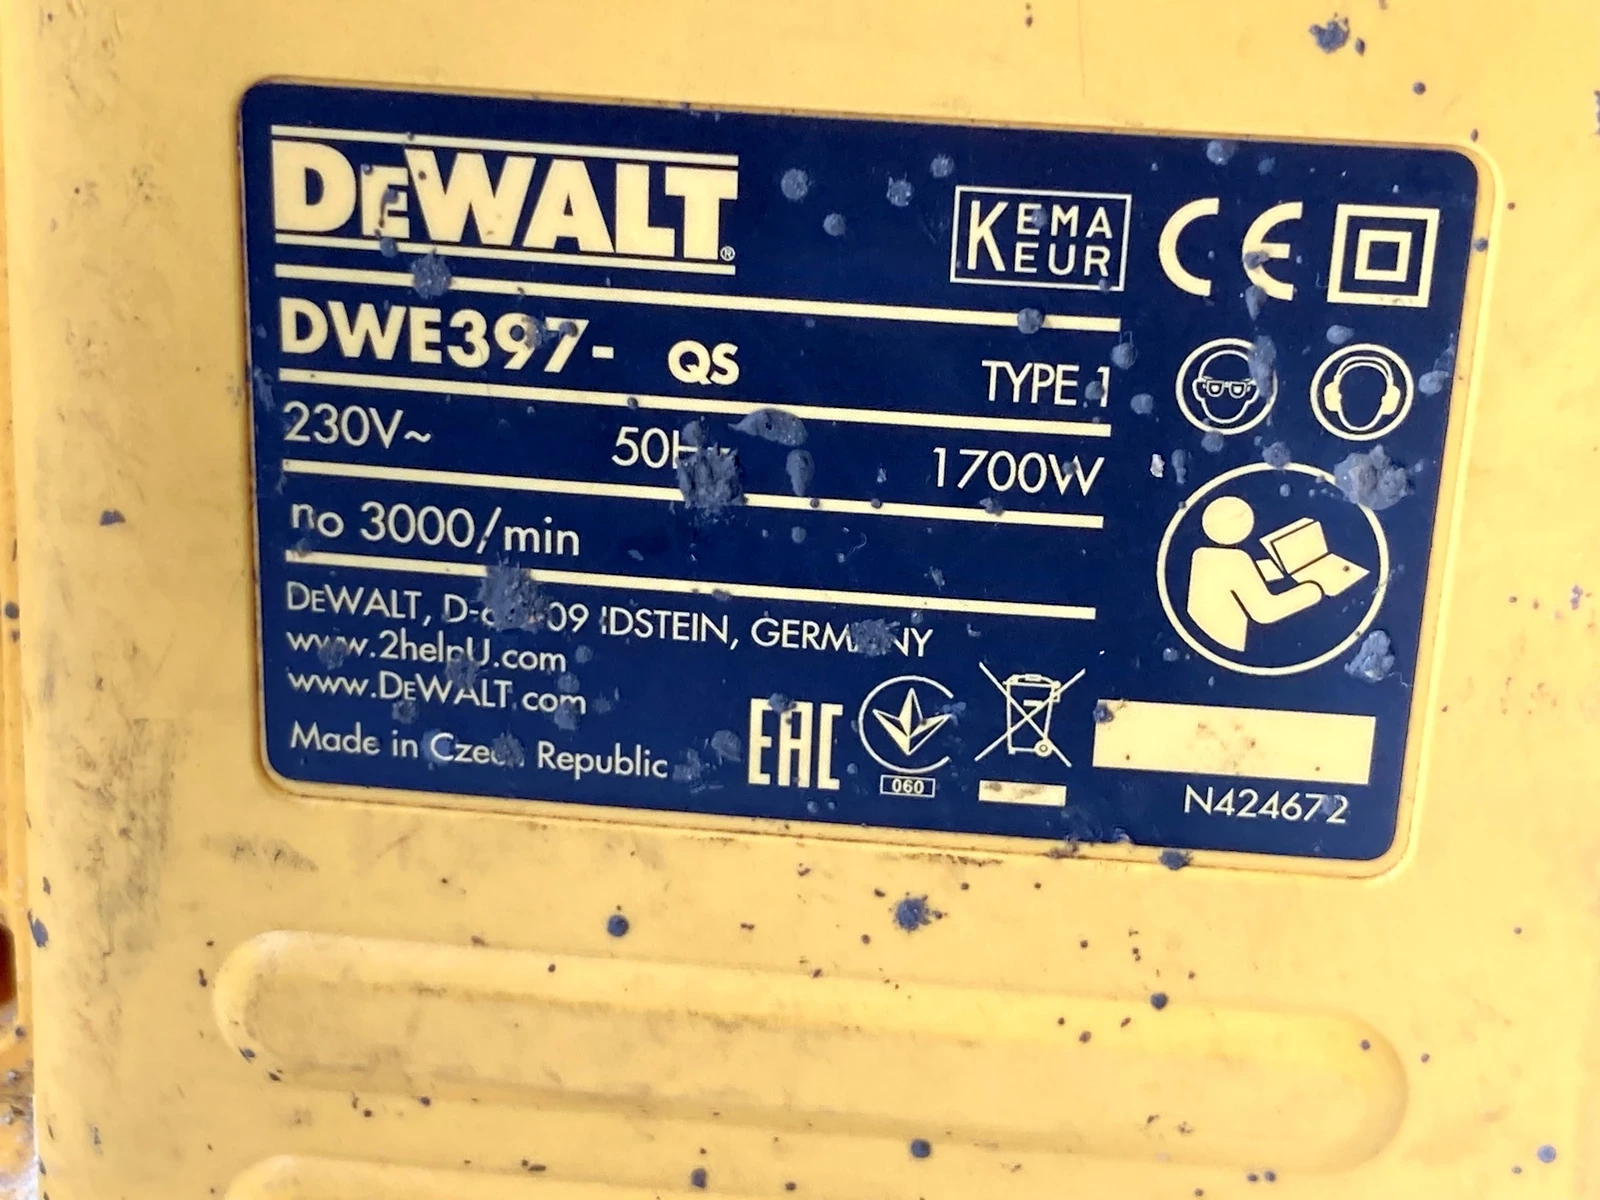 DEWALT®
KEMA
KEUR
CE
DWE397- QS TYPE 1
230V~ 1700W
no 3000/min
DEWALT, IDSTEIN, GERMANY
www.2helpU.com
www.DEWALT.com
Made in Czech Republic
EAC
060
N424672